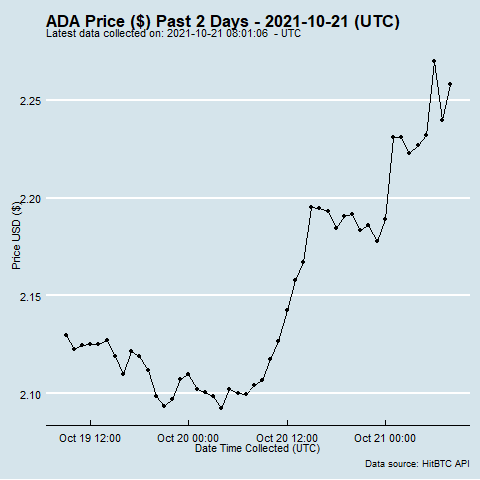 ADA Price ($) Past 2 Days - 2021-10-21 (UTC)
Latest data collected on: 2021-10-21 08:01:06 - UTC
Price USD ($)
2.25
2.20
2.15
2.10
Oct 19 12:00 Oct 20 00:00 Oct 20 12:00 Oct 21 00:00
Date Time Collected (UTC)
Data source: HitBTC API